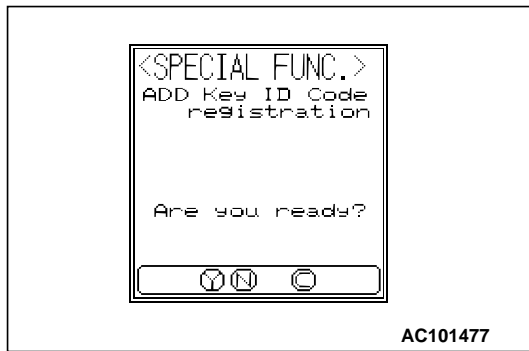 <SPECIAL FUNC.>
ADD Key ID Code
registration
Are you ready?
Y N C
AC101477